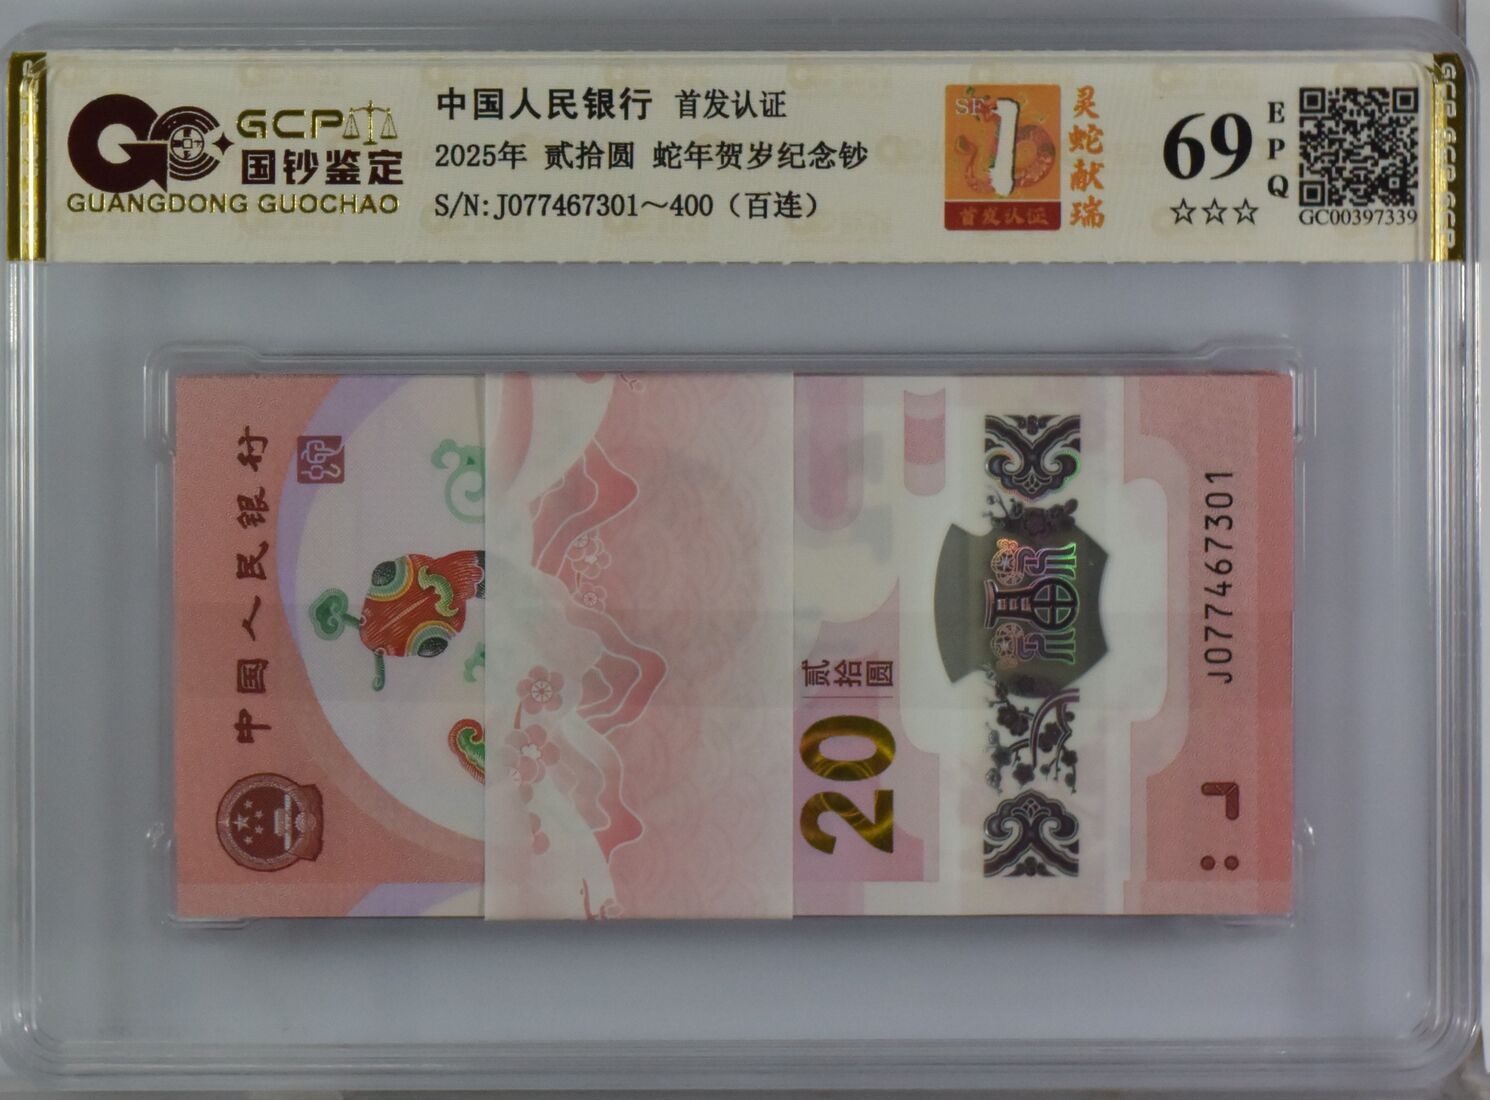 GCP
国钞鉴定
GUANGDONG GUOCHAO
中国人民银行 首发认证
2025年 贰拾圆 蛇年贺岁纪念钞
S/N:J077467301~400（百连）
SF
1
首发认证
灵蛇献瑞
69
EPQ
☆☆☆
GC00397339
中国人民银行
贰拾圆
20
J077467301